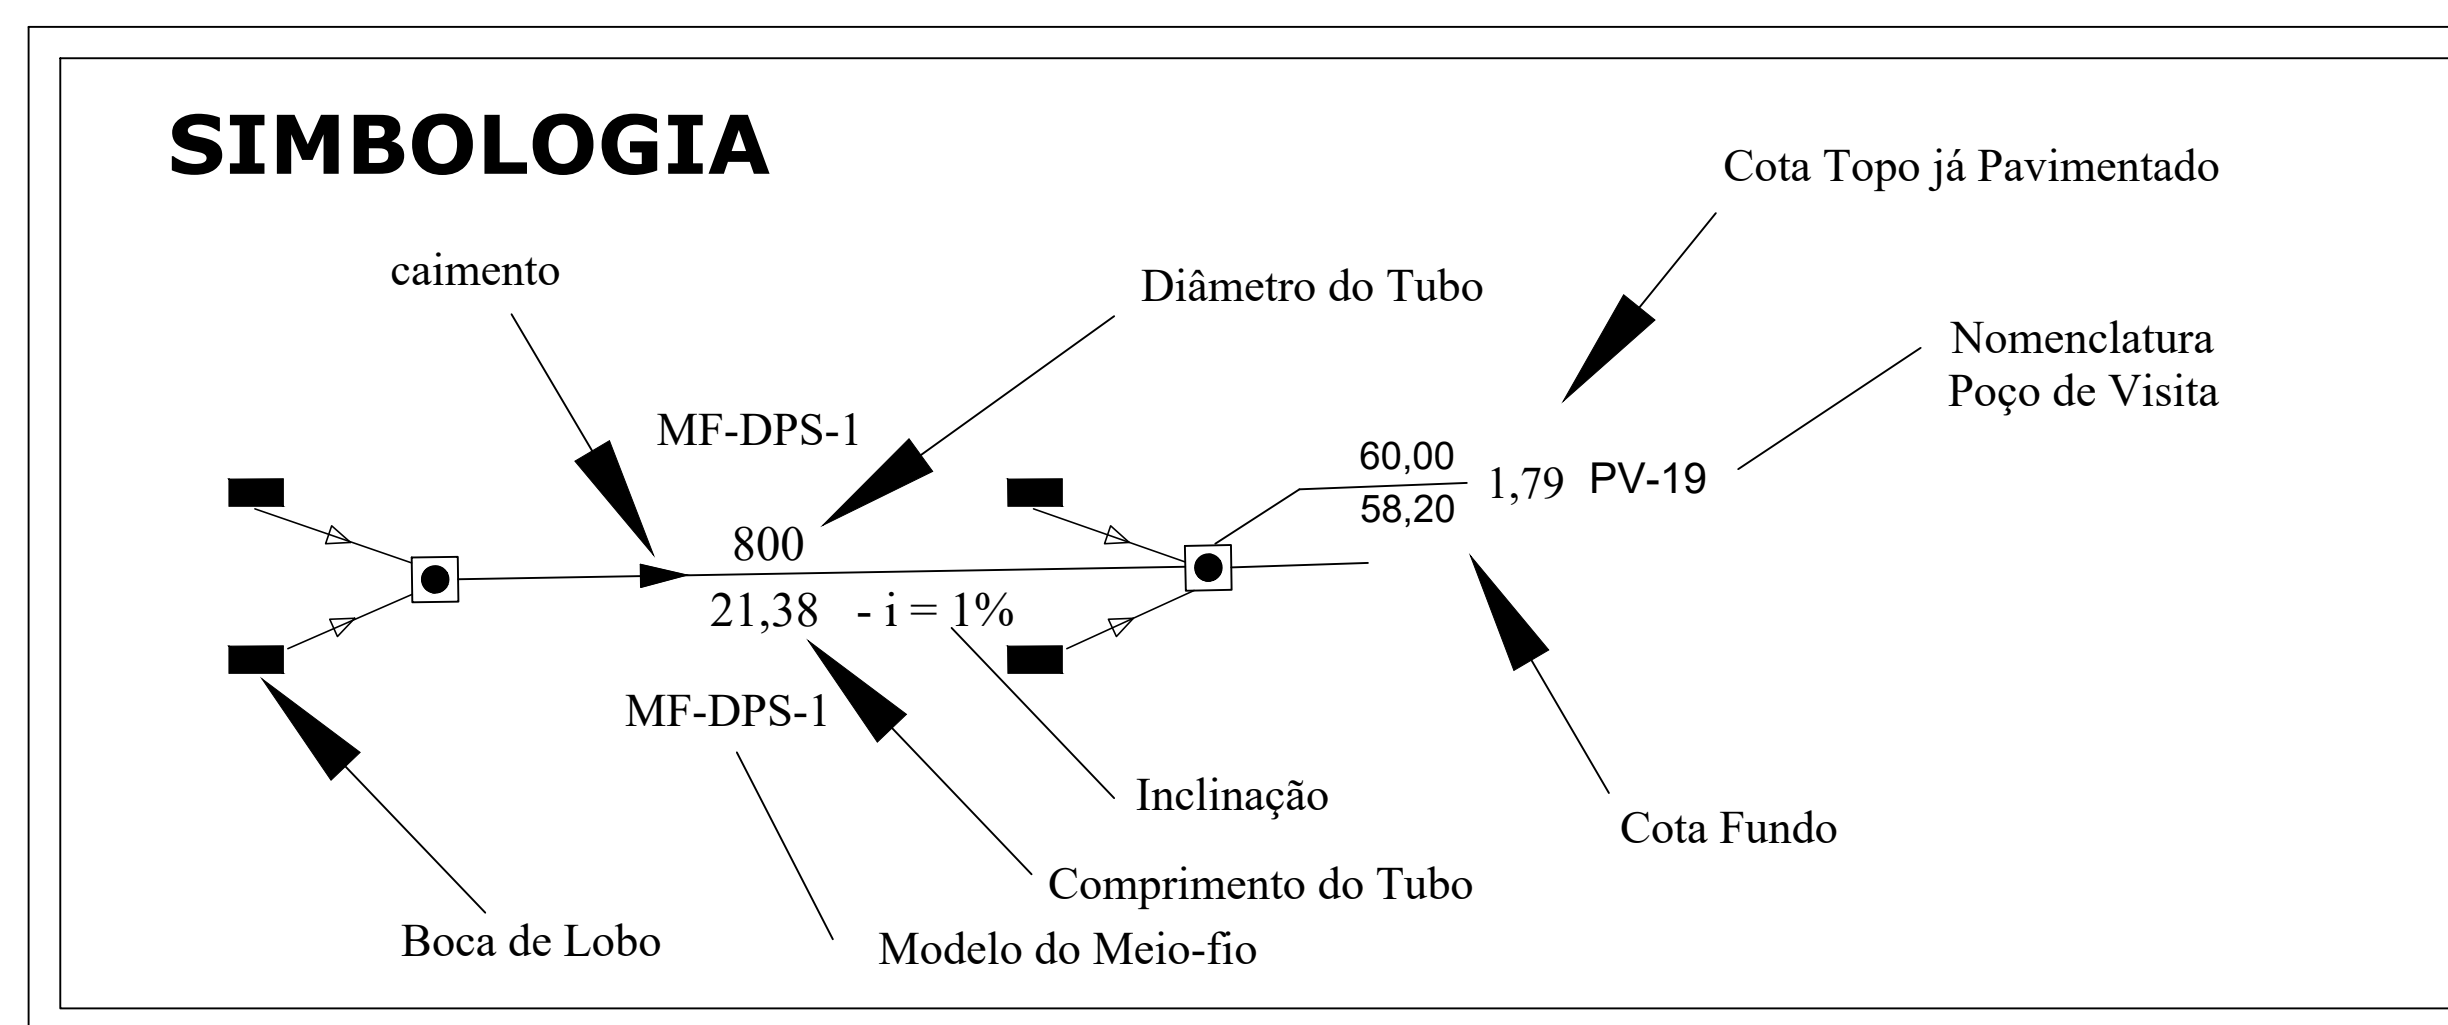 SIMBOLOGIA
Cota Topo já Pavimentado
caimento
Diâmetro do Tubo
Nomenclatura
Poço de Visita
MF-DPS-1
60,00
1,79 PV-19
58,20
800
21,38 - i = 1%
MF-DPS-1
Inclinação
Cota Fundo
Comprimento do Tubo
Boca de Lobo
Modelo do Meio-fio